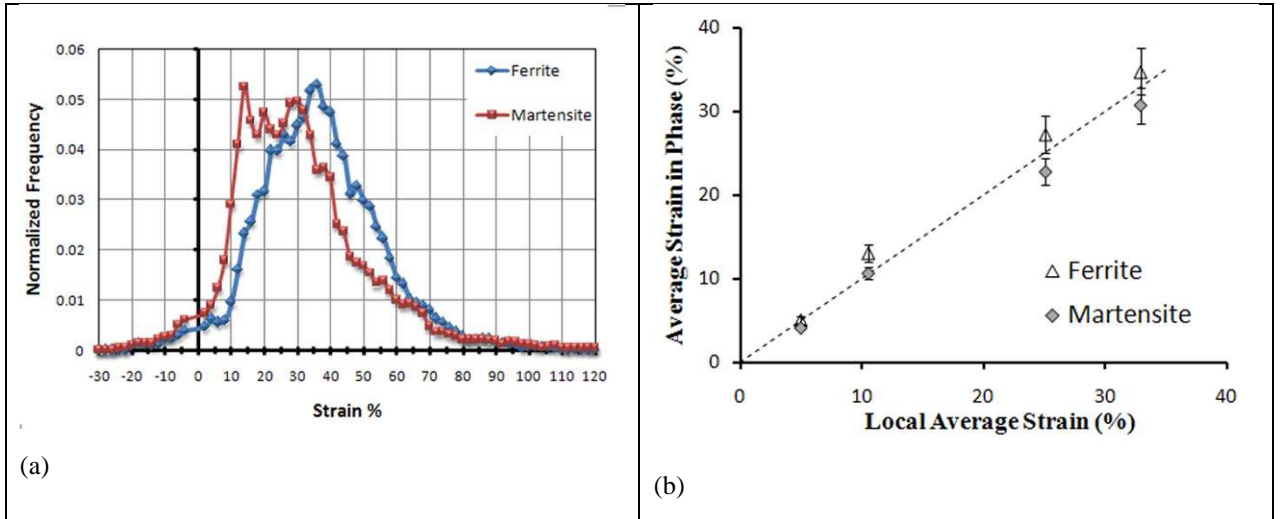 0.06
0.05
0.04
0.03
0.02
0.01
0
Normalized Frequency
-30 -20 -10 0 10 20 30 40 50 60 70 80 90 100 110 120
Strain %
Ferrite
Martensite
(a)
40
30
20
10
0
Average Strain in Phase (%)
0 10 20 30 40
Local Average Strain (%)
Ferrite
Martensite
(b)